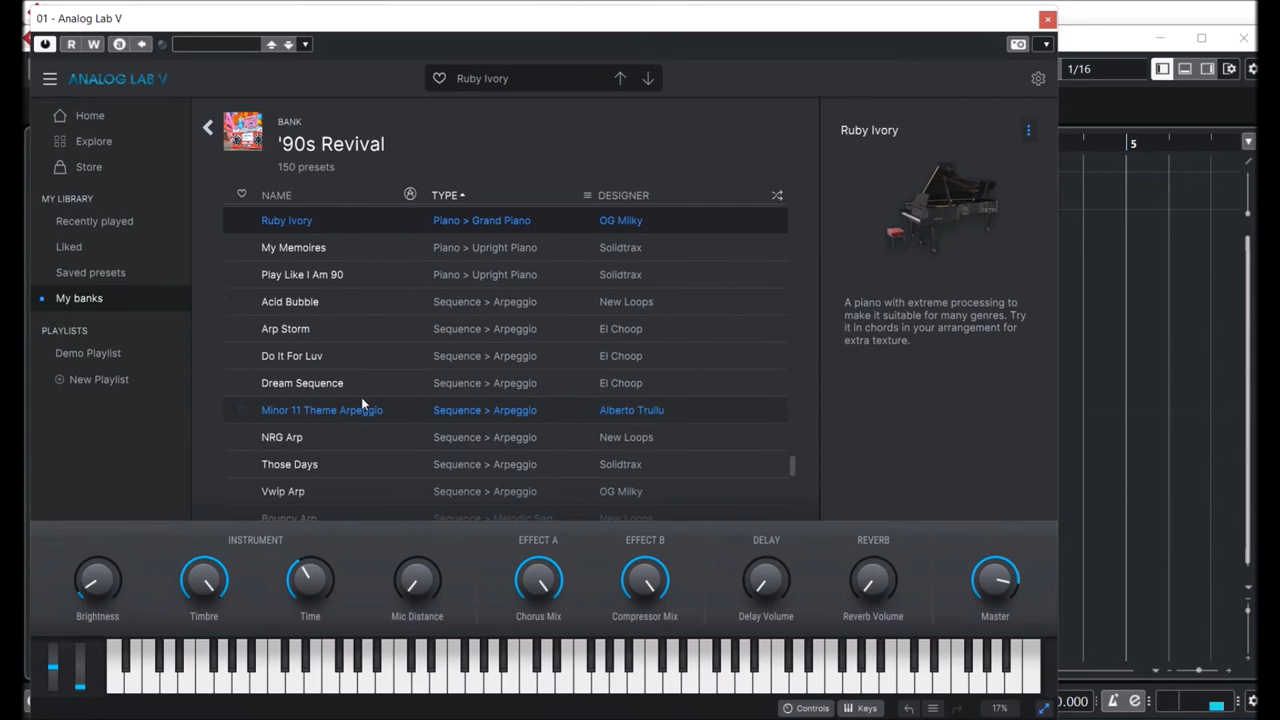 01 - Analog Lab V
R W a
1/16
ANALOG LAB V
Ruby Ivory
Home
Explore
Store
MY LIBRARY
Recently played
Liked
Saved presets
My banks
PLAYLISTS
Demo Playlist
New Playlist
BANK
'90s Revival
150 presets
NAME TYPE DESIGNER
Ruby Ivory Piano > Grand Piano OG Milky
My Memoires Piano > Upright Piano Solidtrax
Play Like I Am 90 Piano > Upright Piano Solidtrax
Acid Bubble Sequence > Arpeggio New Loops
Arp Storm Sequence > Arpeggio El Choop
Do It For Luv Sequence > Arpeggio El Choop
Dream Sequence Sequence > Arpeggio El Choop
Minor 11 Theme Arpeggio Sequence > Arpeggio Alberto Trullu
NRG Arp Sequence > Arpeggio New Loops
Those Days Sequence > Arpeggio Solidtrax
Vwip Arp Sequence > Arpeggio OG Milky
Bouncy Arp Sequence > Melodic Seq New Loops
Ruby Ivory
A piano with extreme processing to
make it suitable for many genres. Try
it in chords in your arrangement for
extra texture.
5
INSTRUMENT EFFECT A EFFECT B DELAY REVERB
Brightness Timbre Time Mic Distance Chorus Mix Compressor Mix Delay Volume Reverb Volume Master
Controls Keys 17%
0.000